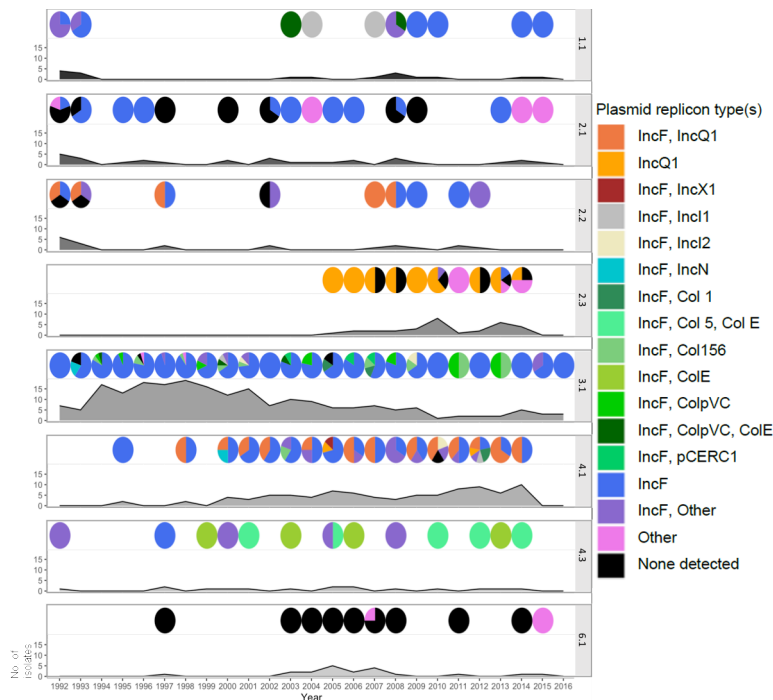 1.1
15
10
5
0
2.1
15
10
5
0
2.2
15
10
5
0
2.3
15
10
5
0
3.1
15
10
5
0
4.1
15
10
5
0
4.3
15
10
5
0
6.1
15
10
5
0
No. of
isolates
1992 1993 1994 1995 1996 1997 1998 1999 2000 2001 2002 2003 2004 2005 2006 2007 2008 2009 2010 2011 2012 2013 2014 2015 2016
Year
Plasmid replicon type(s)
IncF, IncQ1
IncQ1
IncF, IncX1
IncF, IncI1
IncF, IncI2
IncF, IncN
IncF, Col 1
IncF, Col 5, Col E
IncF, Col156
IncF, ColE
IncF, ColpVC
IncF, ColpVC, ColE
IncF, pCERC1
IncF
IncF, Other
Other
None detected